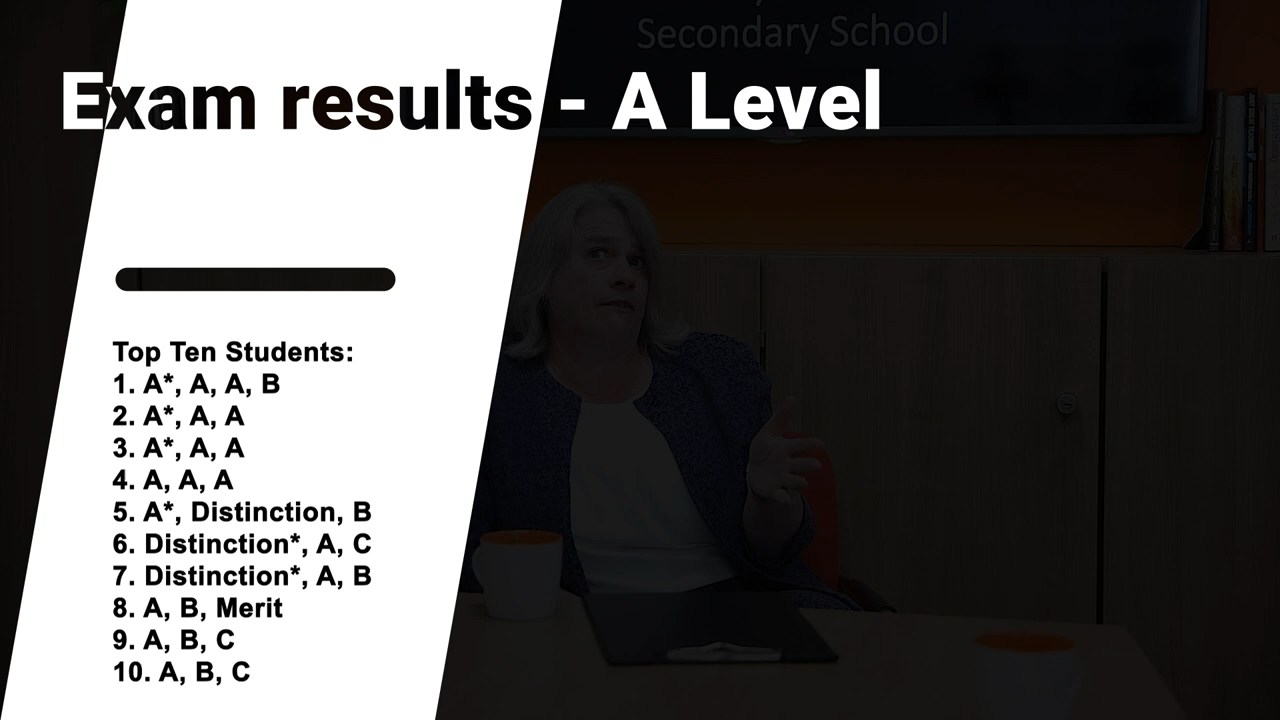 Secondary School
Exam results - A Level
Top Ten Students:
1. A*, A, A, B
2. A*, A, A
3. A*, A, A
4. A, A, A
5. A*, Distinction, B
6. Distinction*, A, C
7. Distinction*, A, B
8. A, B, Merit
9. A, B, C
10. A, B, C